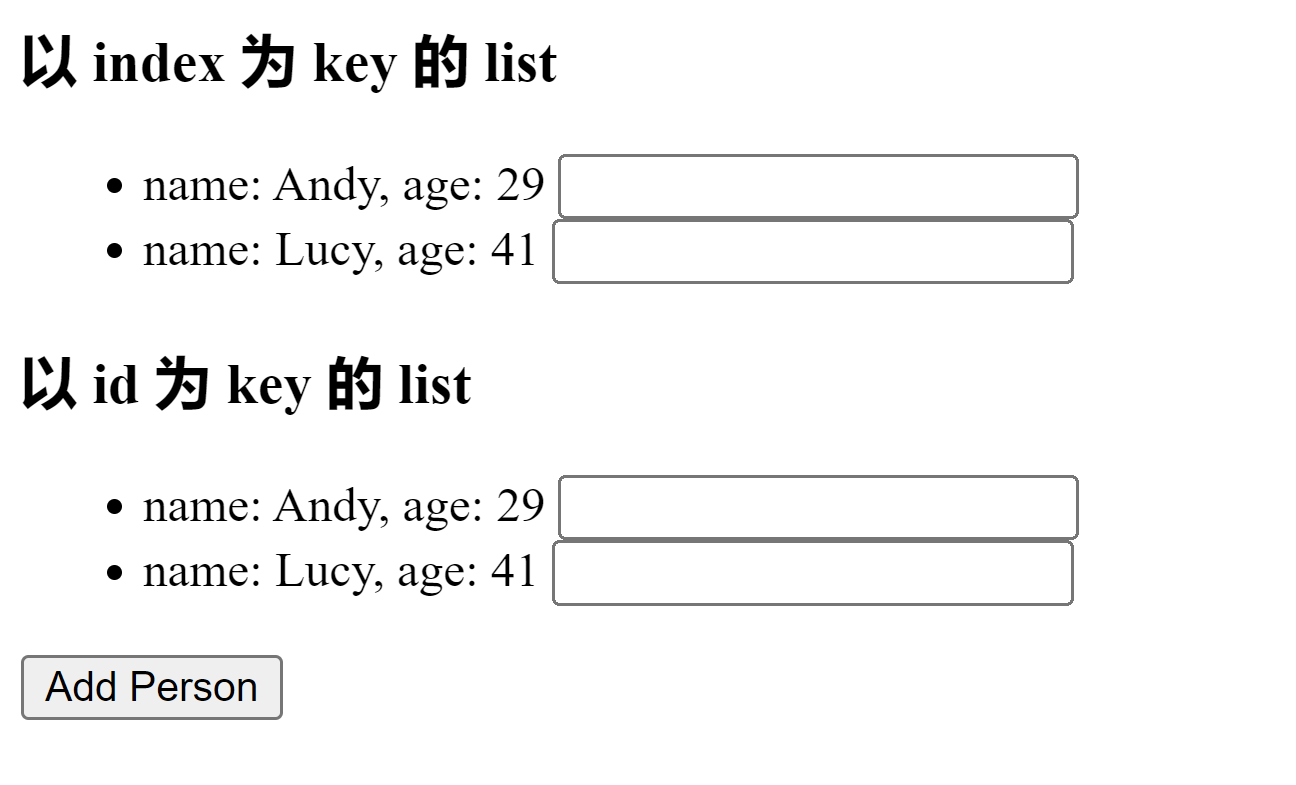 以 index 为 key 的 list
name: Andy, age: 29
name: Lucy, age: 41
以 id 为 key 的 list
name: Andy, age: 29
name: Lucy, age: 41
Add Person